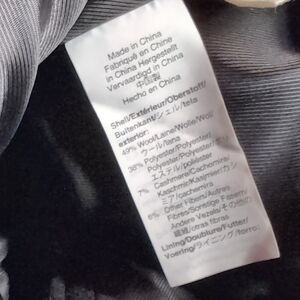 Made in China
Fabriqué en Chine
in China Hergestellt
Vervaardigd in China
中国製
Hecho en China
Shell/Extérieur/Oberstoff/
Buitenkant/シェル/tela
exterior:
49% Wool/Laine/Wolle/Wol/
ウール/lana
38% Polyester/Polyester/
Polyester/Polyester/ポリ
エステル/poliéster
7% Cashmere/Cachemire/
Kaschmir/Kasjmier/カシ
ミア/cachemira
6% Other Fibers/Autres
Fibres/Sonstige Fasern/
Andere Vezels/その他の
繊維/otras fibras
Lining/Doublure/Futter/
Voering/ライニング/forro: